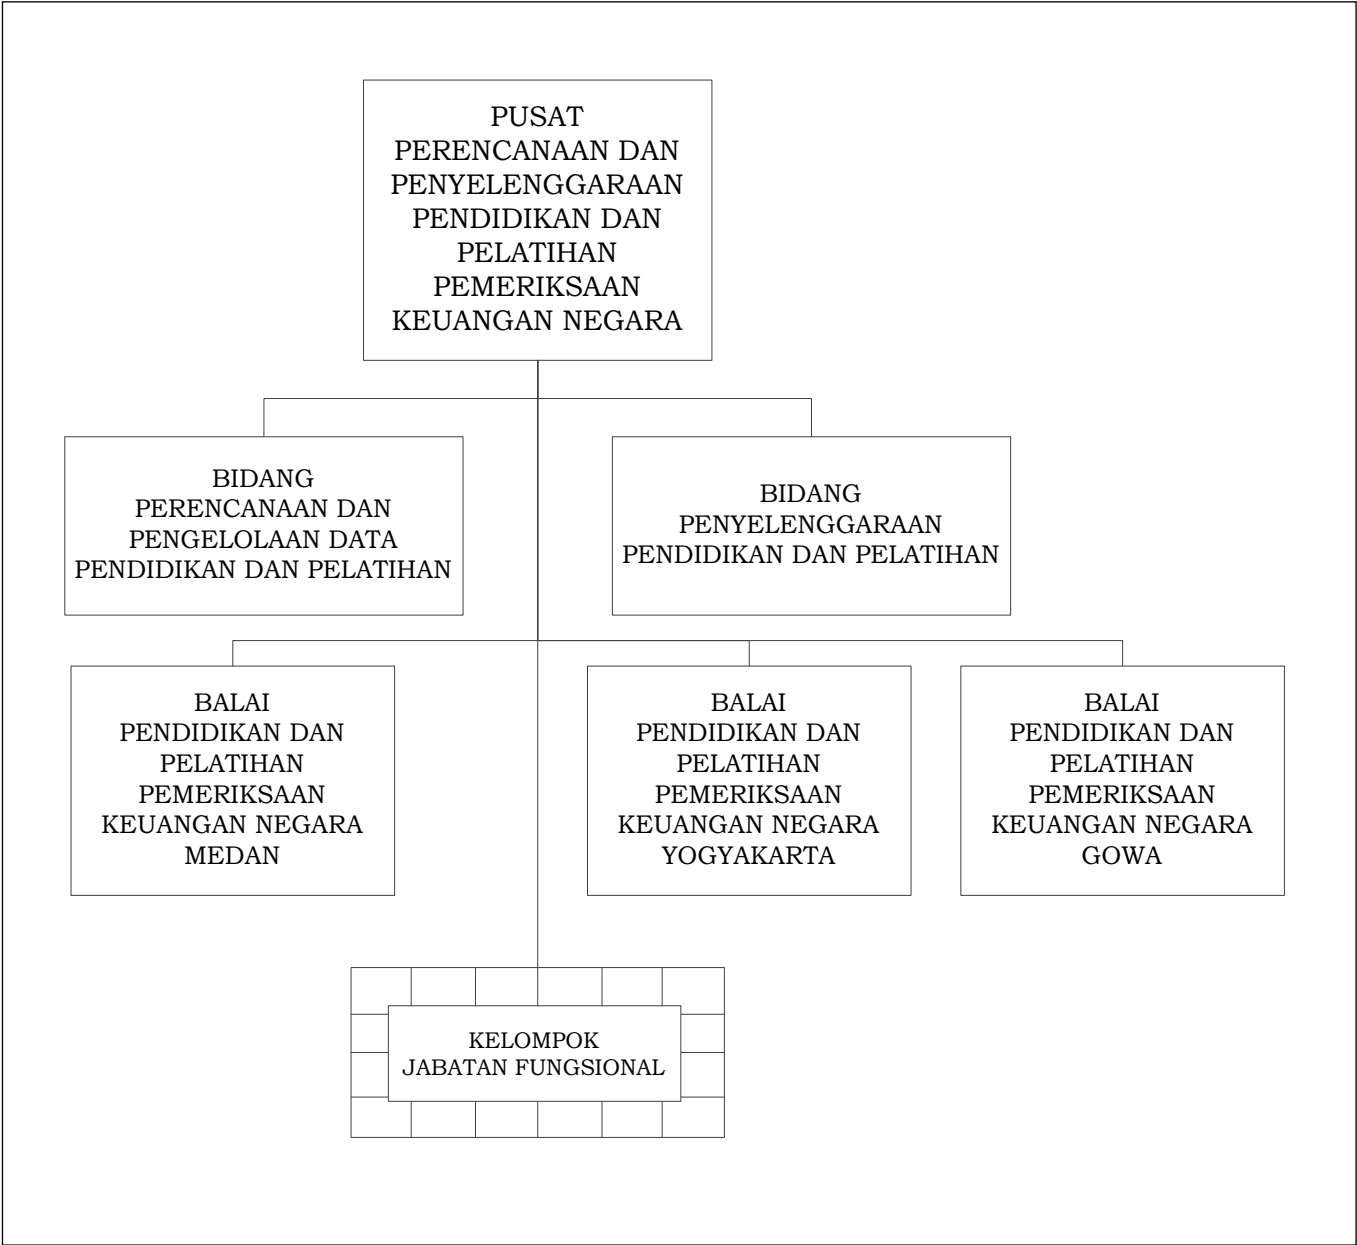 PUSAT
PERENCANAAN DAN
PENYELENGGARAAN
PENDIDIKAN DAN
PELATIHAN
PEMERIKSAAN
KEUANGAN NEGARA
BIDANG
PERENCANAAN DAN
PENGELOLAAN DATA
PENDIDIKAN DAN PELATIHAN
BIDANG
PENYELENGGARAAN
PENDIDIKAN DAN PELATIHAN
BALAI
PENDIDIKAN DAN
PELATIHAN
PEMERIKSAAN
KEUANGAN NEGARA
MEDAN
BALAI
PENDIDIKAN DAN
PELATIHAN
PEMERIKSAAN
KEUANGAN NEGARA
YOGYAKARTA
BALAI
PENDIDIKAN DAN
PELATIHAN
PEMERIKSAAN
KEUANGAN NEGARA
GOWA
KELOMPOK
JABATAN FUNGSIONAL